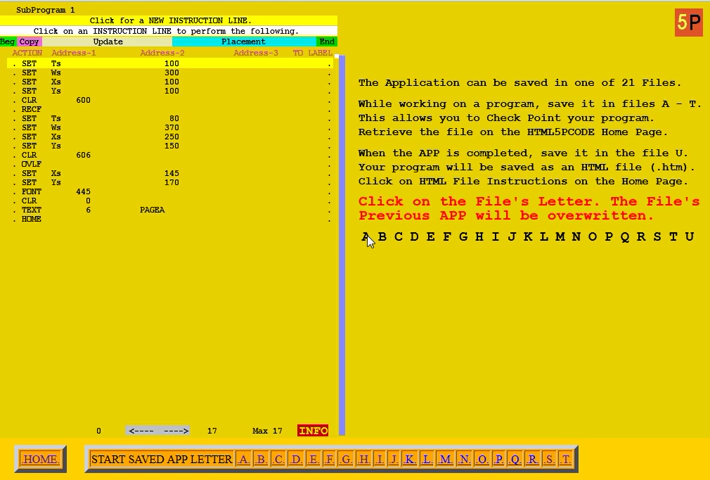 SubProgram 1
Click for a NEW INSTRUCTION LINE.
Click on an INSTRUCTION LINE to perform the following.
Beg Copy Update Placement End
ACTION Address-1 Address-2 Address-3 TO LABEL
. SET Ts 100 .
. SET Ws 300 .
. SET Xs 100 .
. SET Ys 100 .
. CLR 600 .
. RECF .
. SET Ts 80 .
. SET Ws 370 .
. SET Xs 250 .
. SET Ys 150 .
. CLR 606 .
. OVLF .
. SET Xs 145 .
. SET Ys 170 .
. FONT 445 .
. CLR 0 .
. TEXT 6 PAGEA .
. HOME .
0 <---- ----> 17 Max 17 INFO
5P
The Application can be saved in one of 21 Files.
While working on a program, save it in files A - T.
This allows you to Check Point your program.
Retrieve the file on the HTML5PCODE Home Page.
When the APP is completed, save it in the file U.
Your program will be saved as an HTML file (.htm).
Click on HTML File Instructions on the Home Page.
Click on the File's Letter. The File's
Previous APP will be overwritten.
A B C D E F G H I J K L M N O P Q R S T U
HOME START SAVED APP LETTER A B C D E F G H I J K L M N O P Q R S T